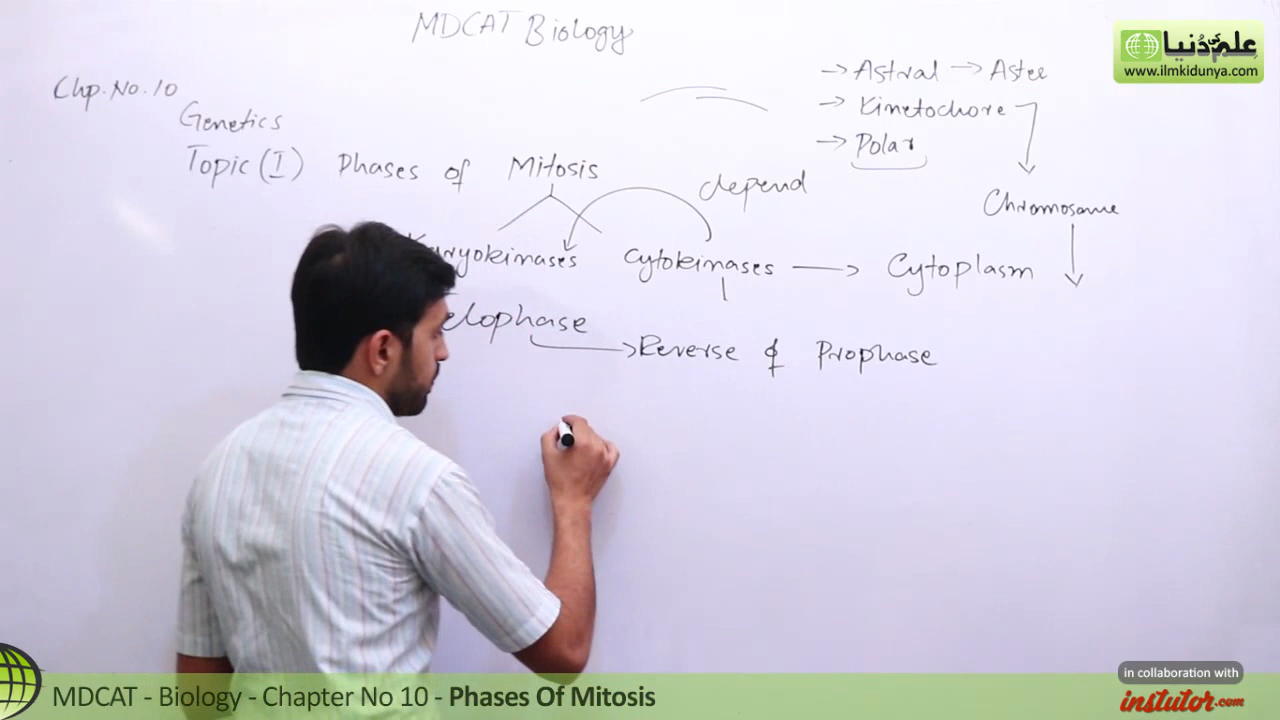 MDCAT Biology
علم کی دُنیا
www.ilmkidunya.com
Chp. No. 10
Genetics
Topic (I) Phases of Mitosis
→ Astral → Aster
→ Kinetochore
→ Polar
depend
Chromosome
Karyokinases Cytokinases → Cytoplasm
elophase
→ Reverse of Prophase
in collaboration with
instutor.com
MDCAT - Biology - Chapter No 10 - Phases Of Mitosis